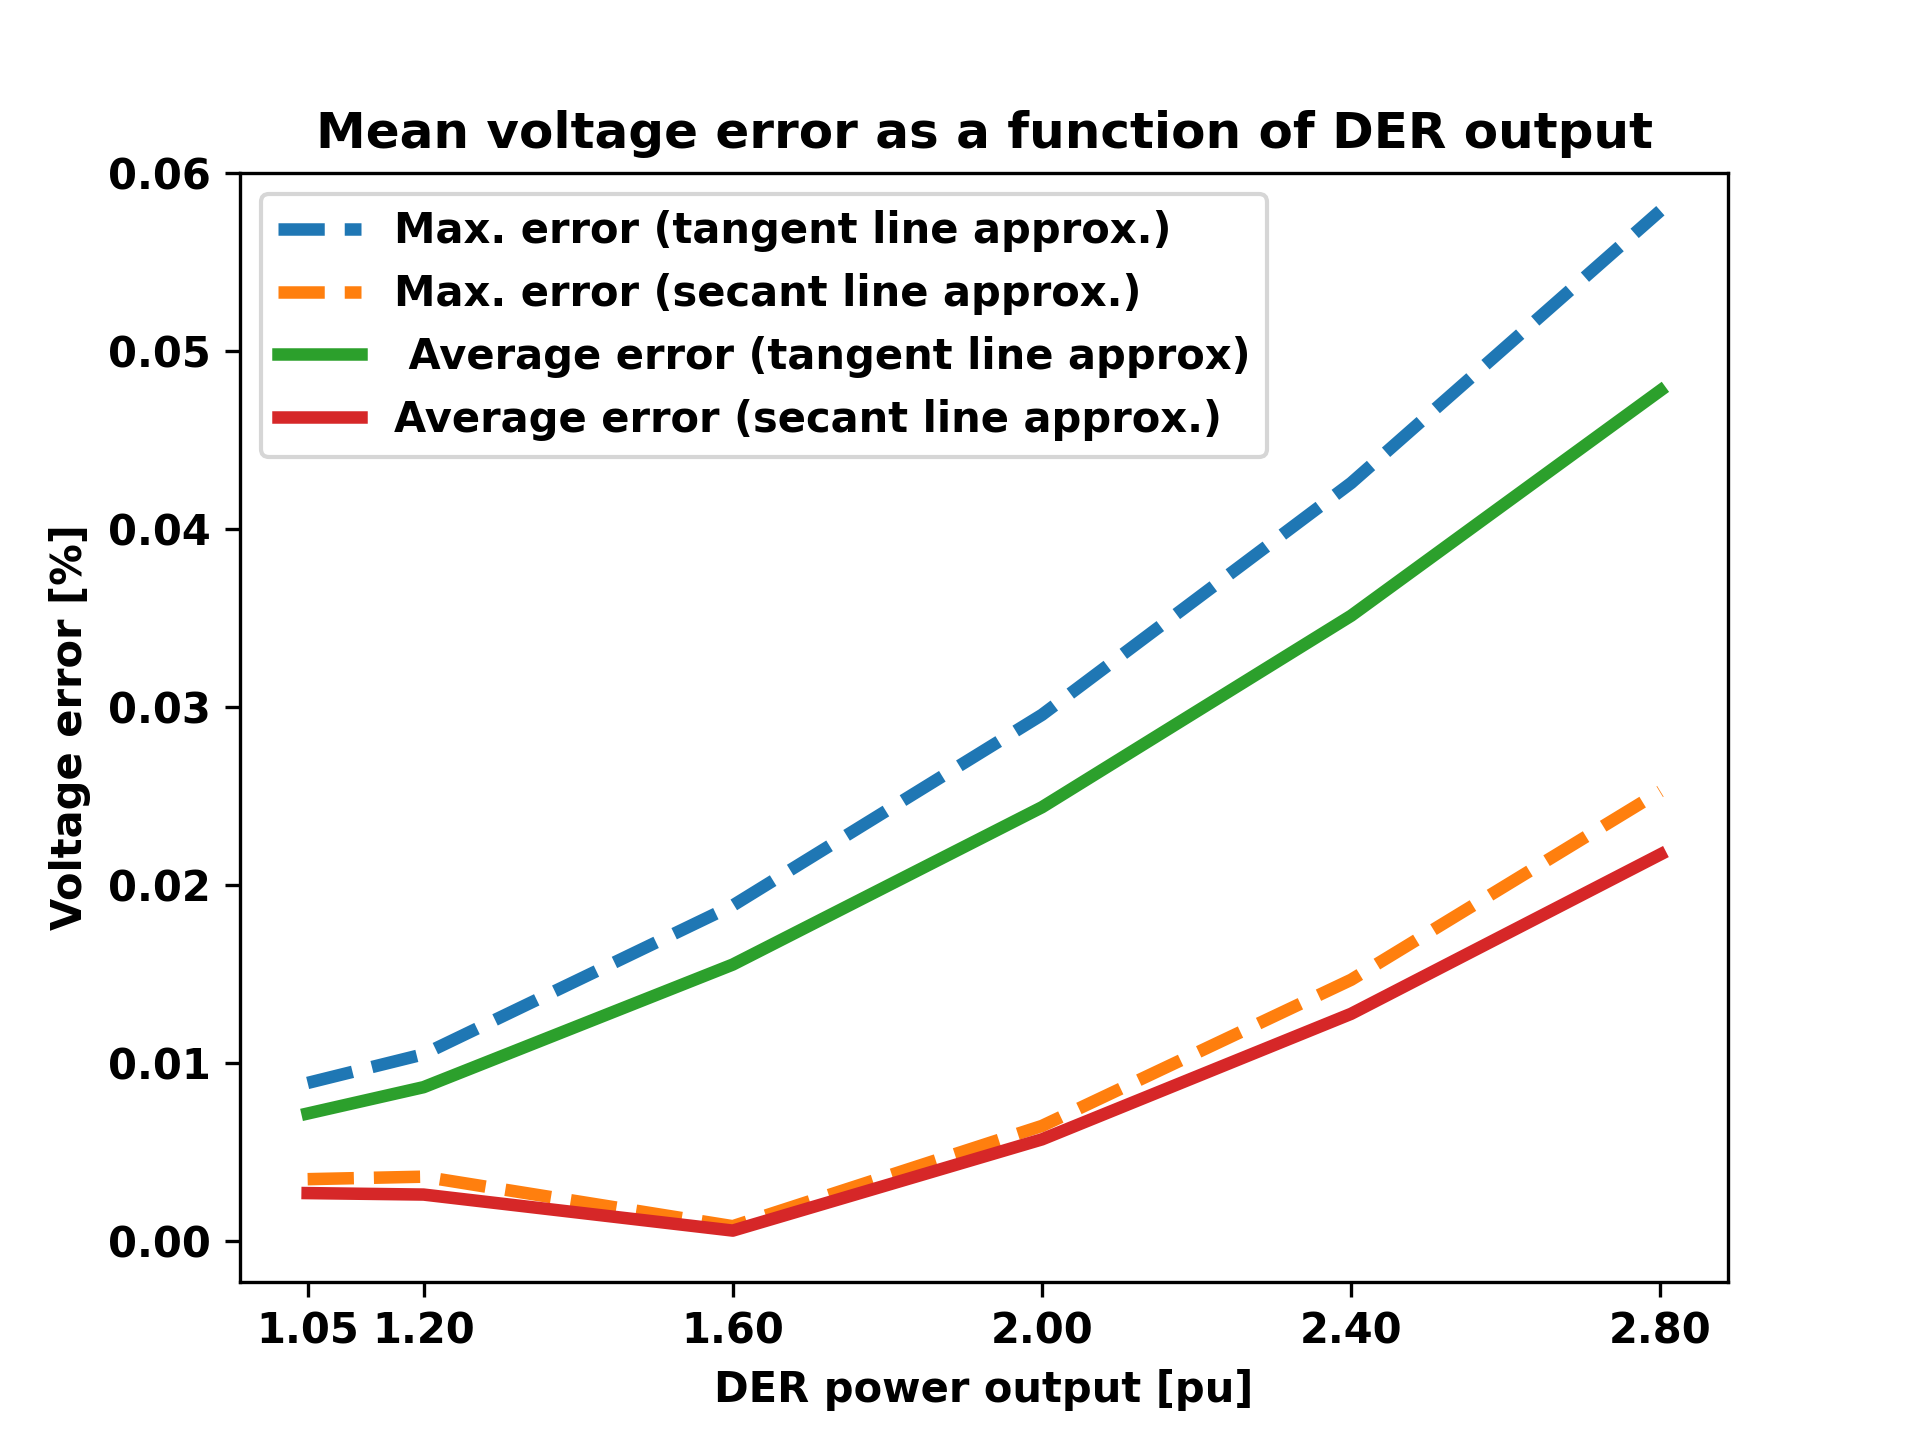 Mean voltage error as a function of DER output
0.06
0.05
0.04
0.03
0.02
0.01
0.00
Voltage error [%]
Max. error (tangent line approx.)
Max. error (secant line approx.)
Average error (tangent line approx)
Average error (secant line approx.)
1.05 1.20 1.60 2.00 2.40 2.80
DER power output [pu]